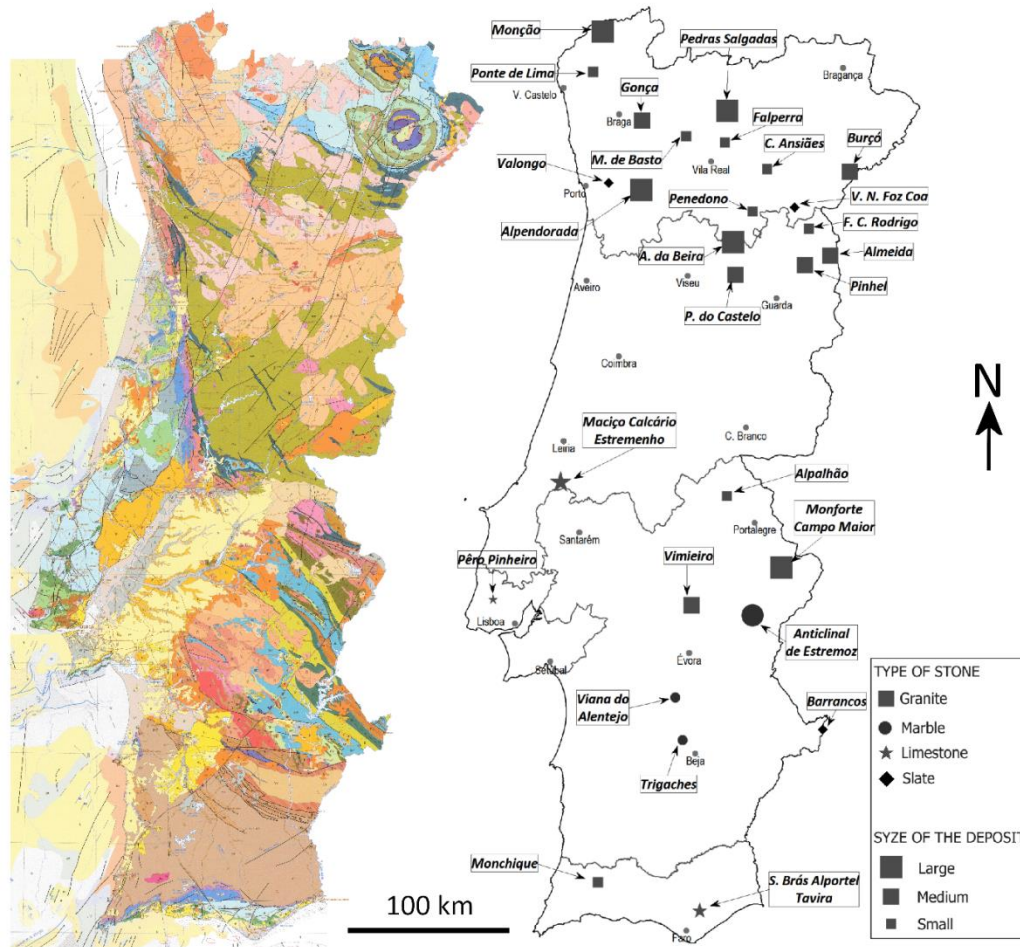 Monção
Pedras Salgadas
Ponte de Lima
Bragança
V. Castelo
Gonça
Braga
Falperra
M. de Basto
C. Ansiães
Burçó
Valongo
Vila Real
Porto
V. N. Foz Coa
Penedono
F. C. Rodrigo
Alpendorada
A. da Beira
Almeida
Aveiro
Viseu
Pinhel
Guarda
P. do Castelo
Coimbra
N
Maciço Calcário
Estremenho
Leiria
C. Branco
Alpalhão
Portalegre
Monforte
Campo Maior
Santarém
Vimieiro
Pêro Pinheiro
Lisboa
Anticlinal
de Estremoz
Évora
Setúbal
Viana do
Alentejo
Barrancos
Trigaches
Beja
Monchique
S. Brás Alportel
Tavira
Faro
100 km
TYPE OF STONE
Granite
Marble
Limestone
Slate
SYZE OF THE DEPOSIT
Large
Medium
Small